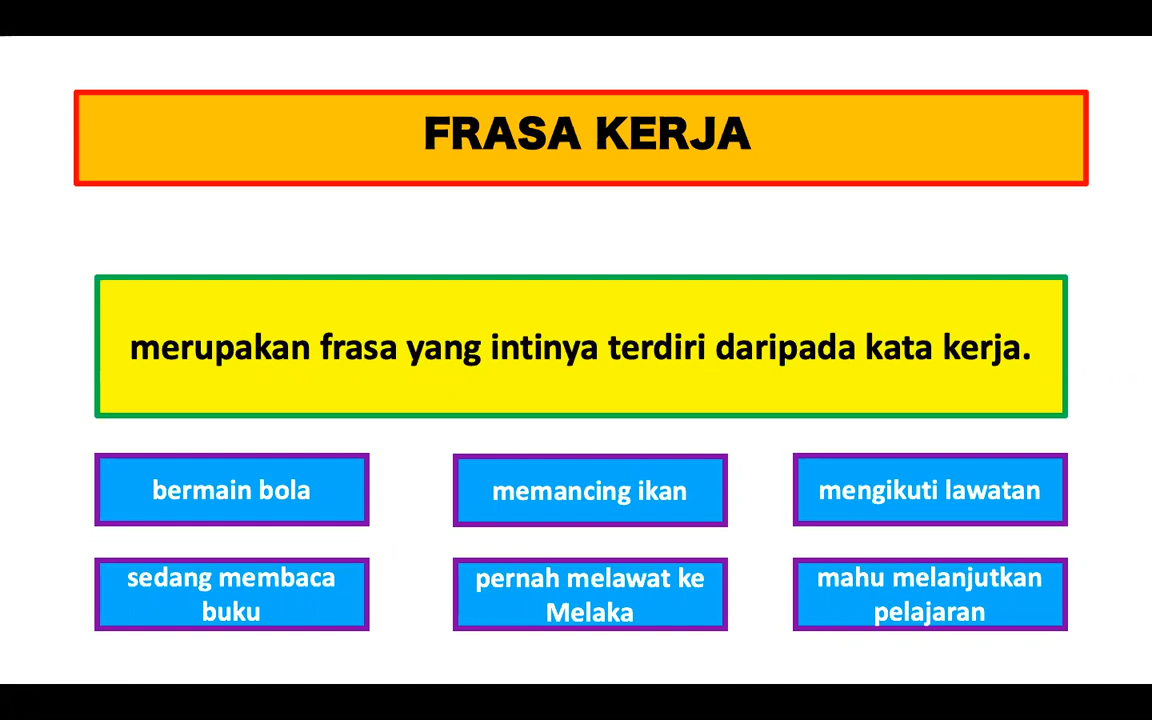 FRASA KERJA
merupakan frasa yang intinya terdiri daripada kata kerja.
bermain bola
memancing ikan
mengikuti lawatan
sedang membaca
buku
pernah melawat ke
Melaka
mahu melanjutkan
pelajaran